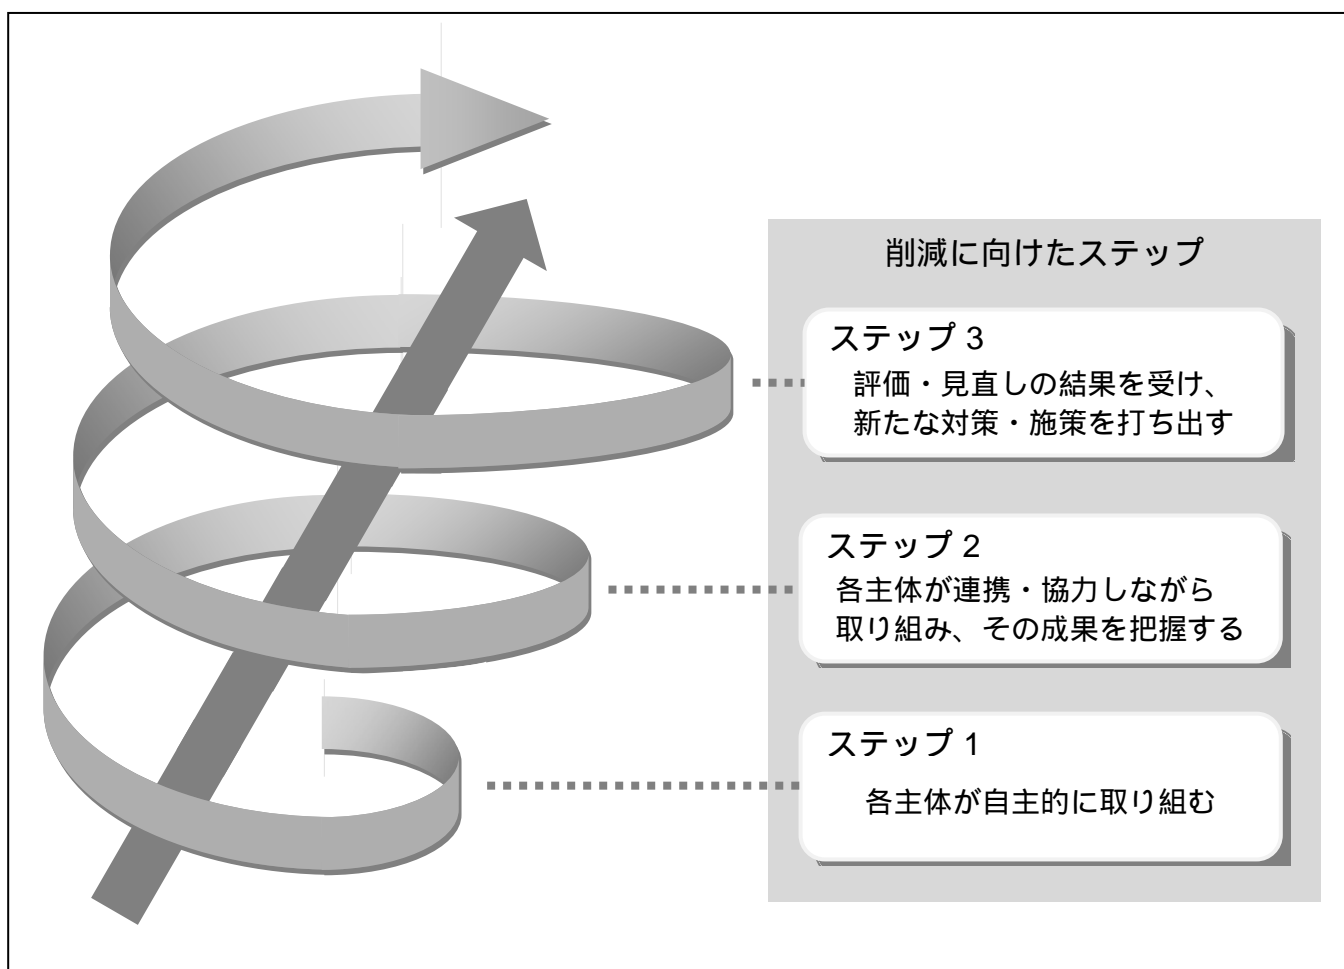 削減に向けたステップ
ステップ 3
評価・見直しの結果を受け、
新たな対策・施策を打ち出す
ステップ 2
各主体が連携・協力しながら
取り組み、その成果を把握する
ステップ 1
各主体が自主的に取り組む